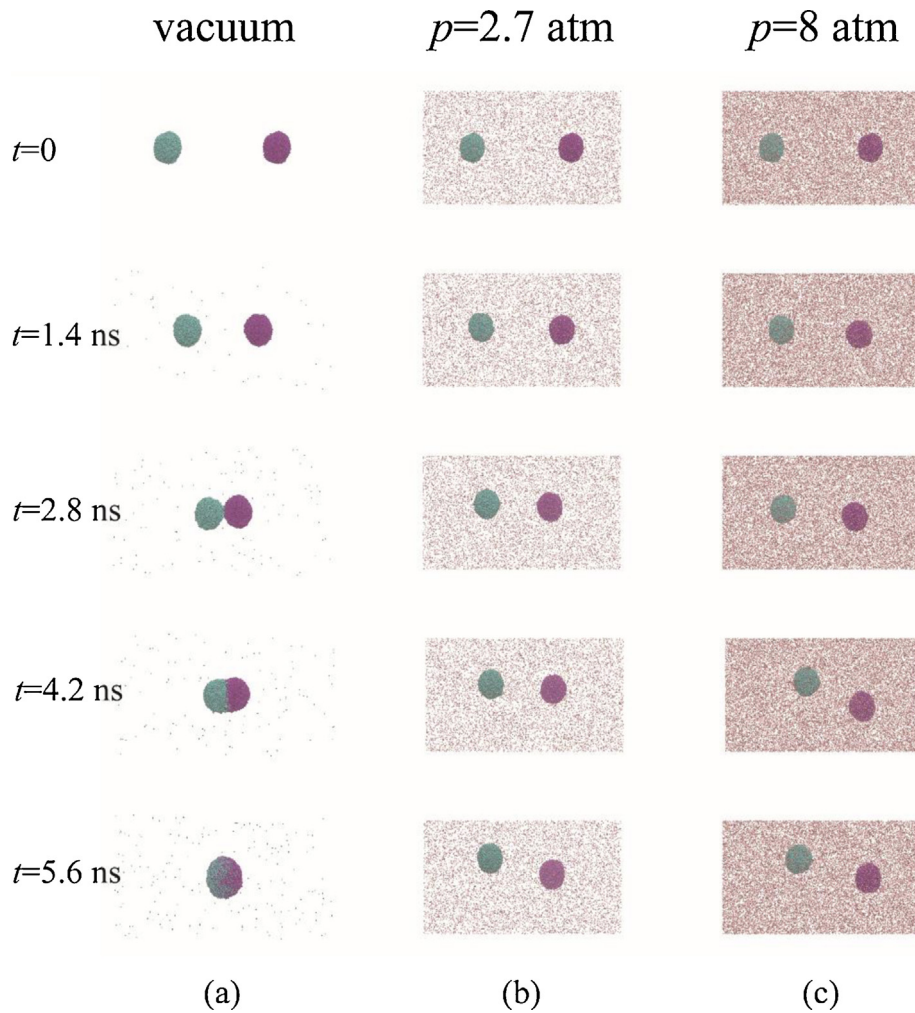 vacuum p=2.7 atm p=8 atm
t=0
t=1.4 ns
t=2.8 ns
t=4.2 ns
t=5.6 ns
(a) (b) (c)